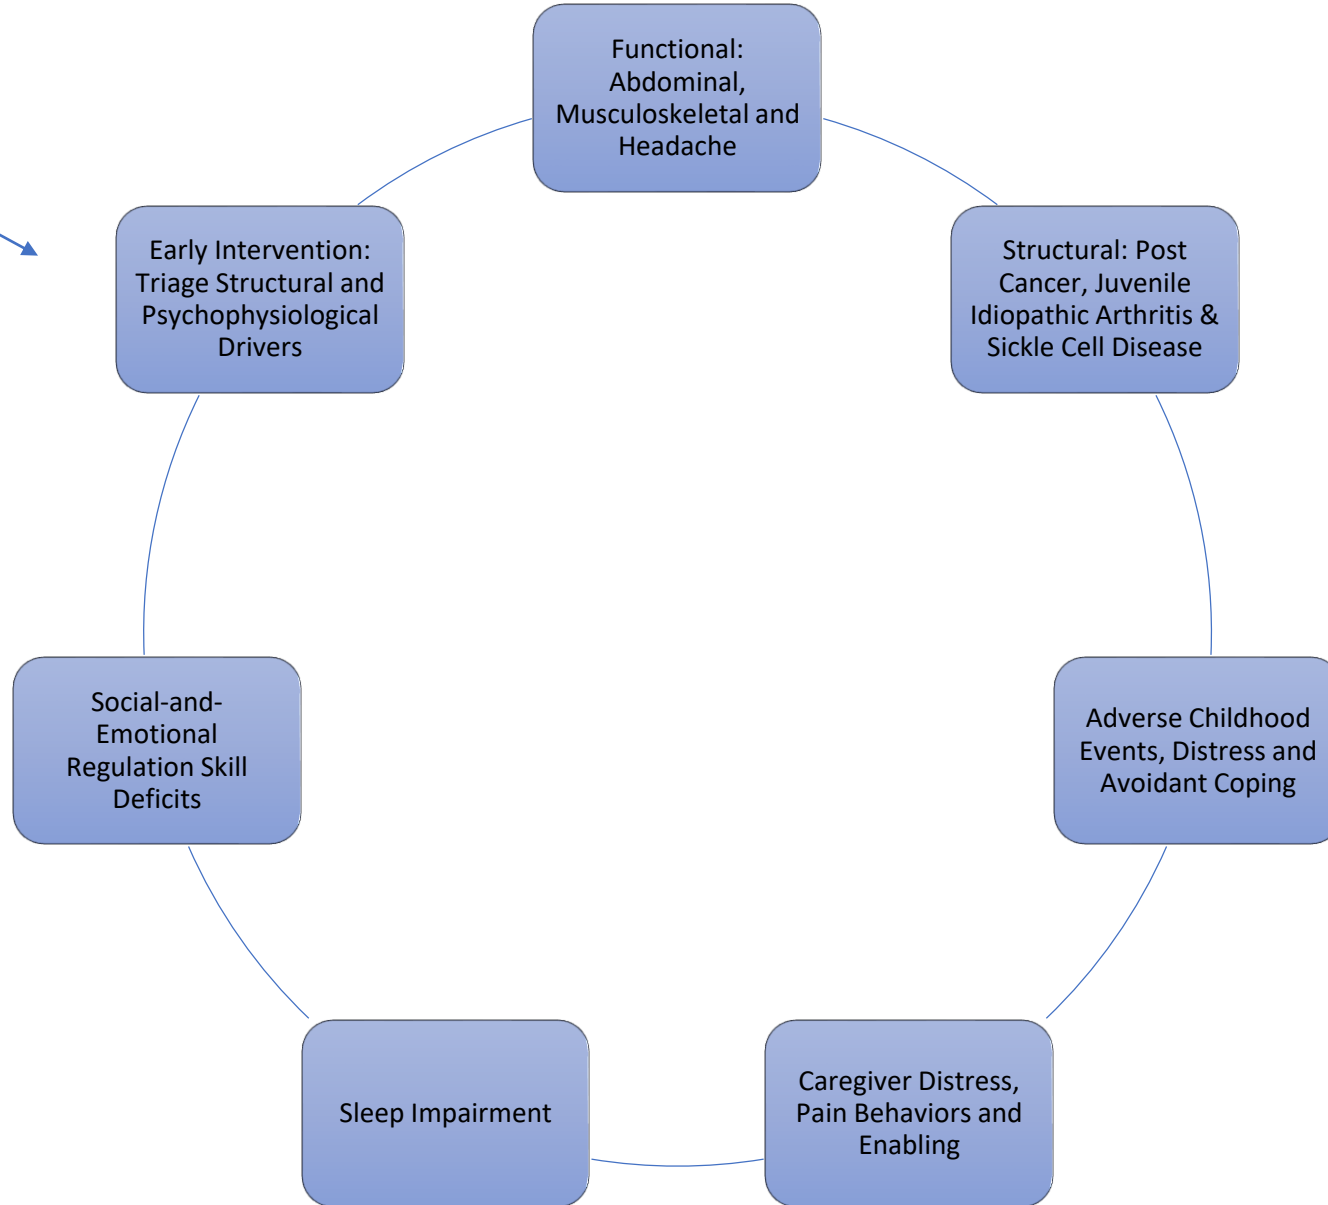 Functional:
Abdominal,
Musculoskeletal and
Headache
Structural: Post
Cancer, Juvenile
Idiopathic Arthritis &
Sickle Cell Disease
Adverse Childhood
Events, Distress and
Avoidant Coping
Caregiver Distress,
Pain Behaviors and
Enabling
Sleep Impairment
Social-and-
Emotional
Regulation Skill
Deficits
Early Intervention:
Triage Structural and
Psychophysiological
Drivers